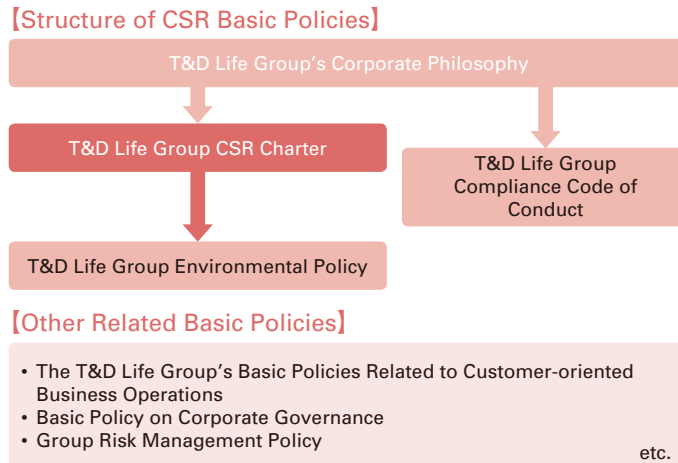 【Structure of CSR Basic Policies】
T&D Life Group's Corporate Philosophy
T&D Life Group CSR Charter
T&D Life Group
Compliance Code of
Conduct
T&D Life Group Environmental Policy
【Other Related Basic Policies】
• The T&D Life Group's Basic Policies Related to Customer-oriented
Business Operations
• Basic Policy on Corporate Governance
• Group Risk Management Policy
etc.